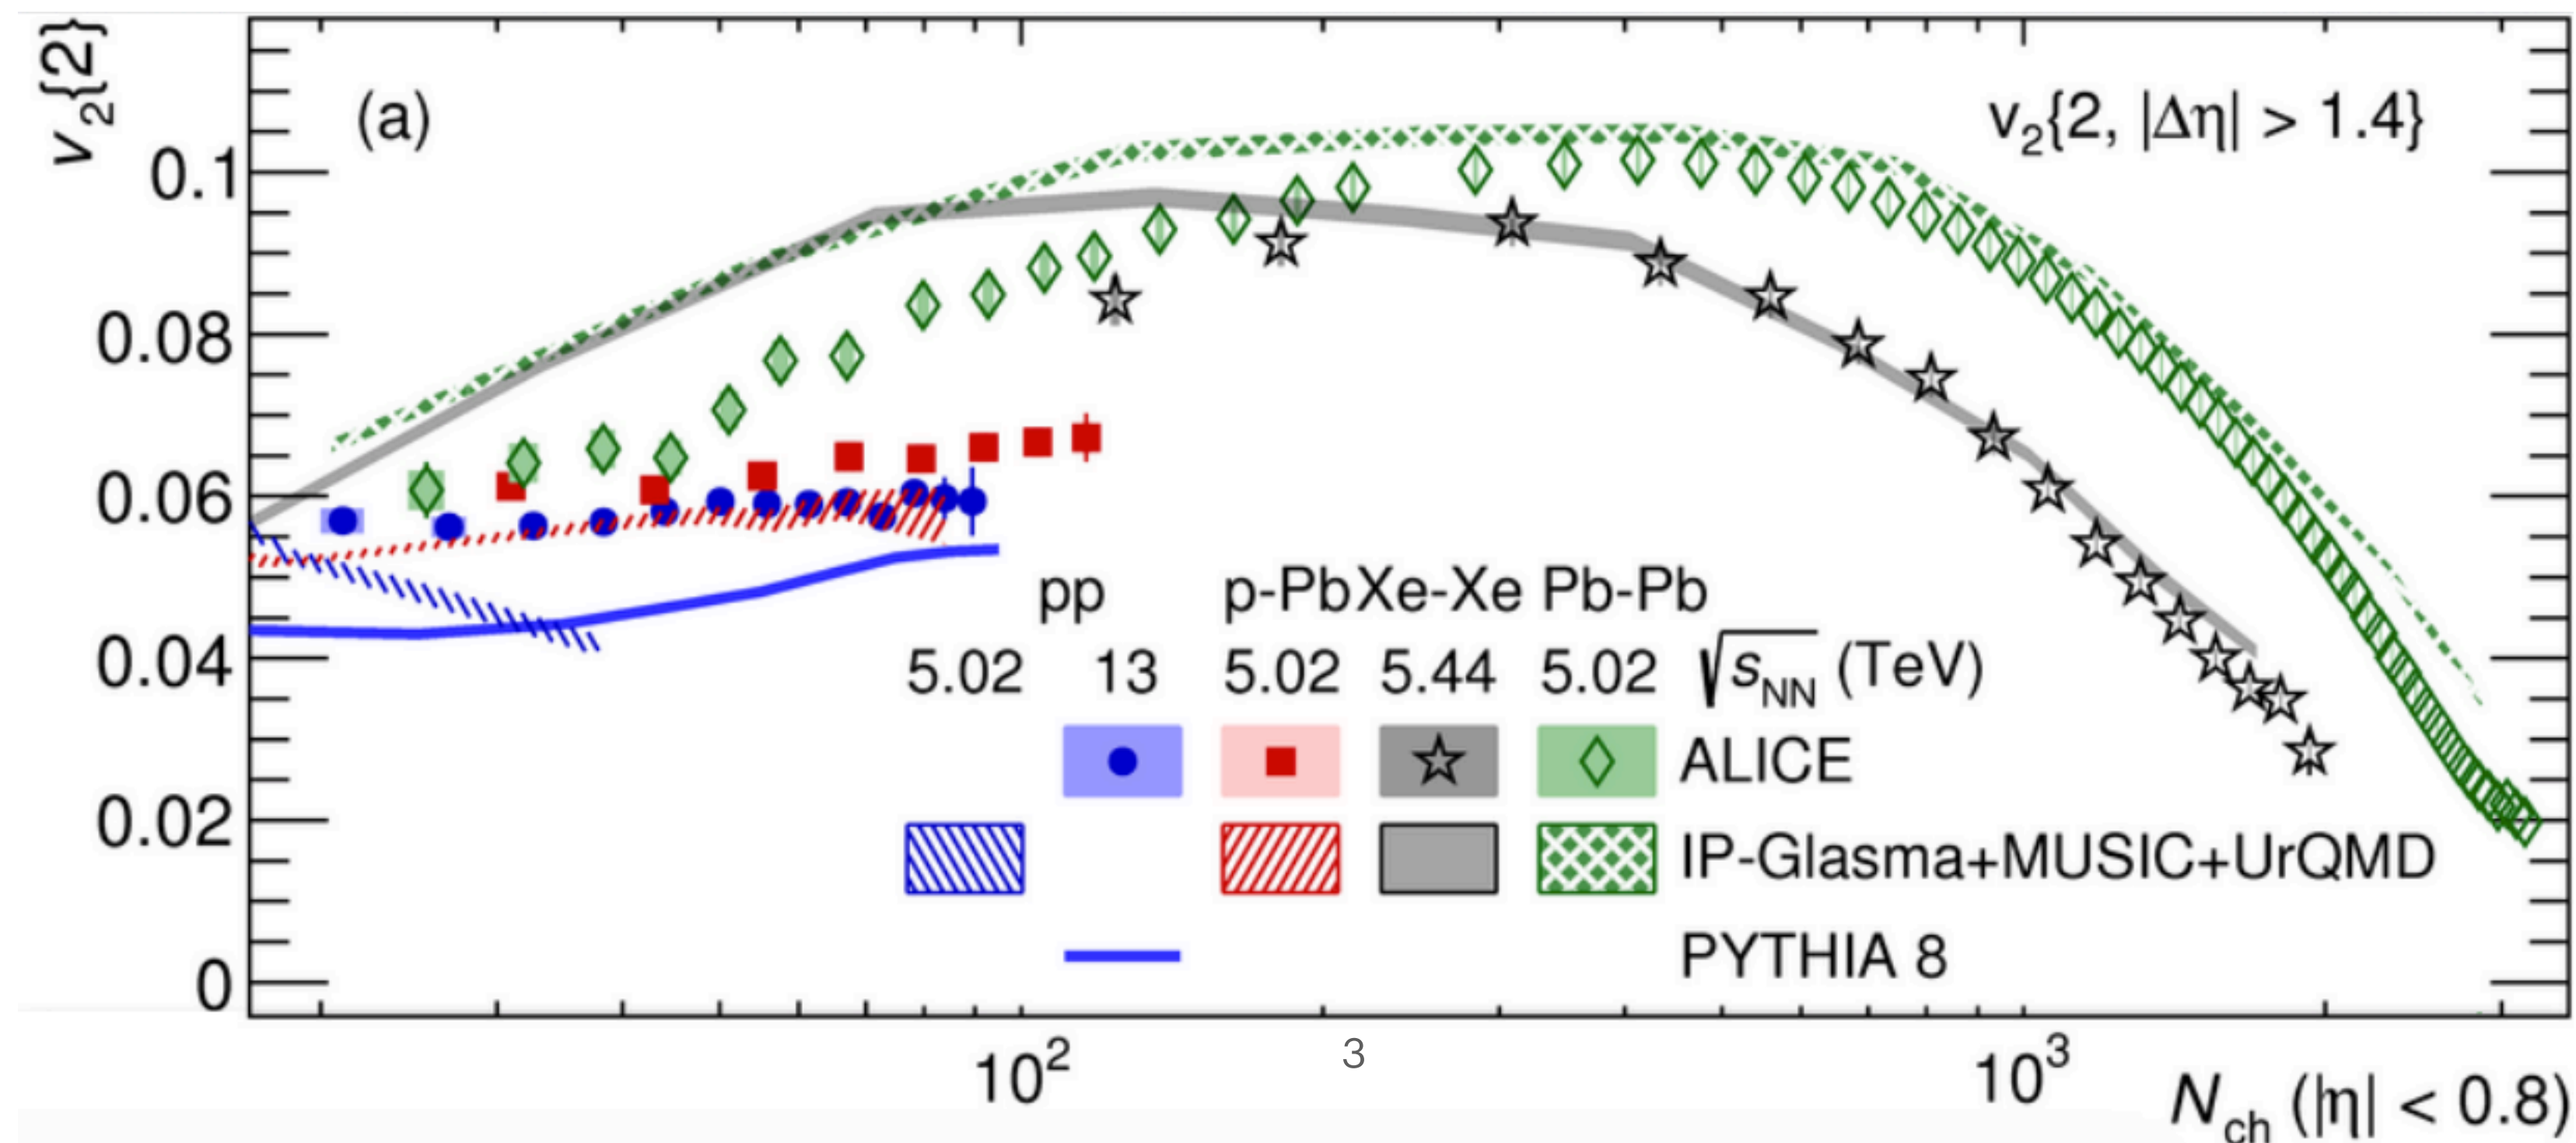 v₂{2}
(a)
v₂{2, |Δη| > 1.4}
0.1
0.08
0.06
0.04
0.02
0
pp p-Pb Xe-Xe Pb-Pb
5.02 13 5.02 5.44 5.02 √s_NN (TeV)
ALICE
IP-Glasma+MUSIC+UrQMD
PYTHIA 8
10² 3 10³
N_ch (|η| < 0.8)